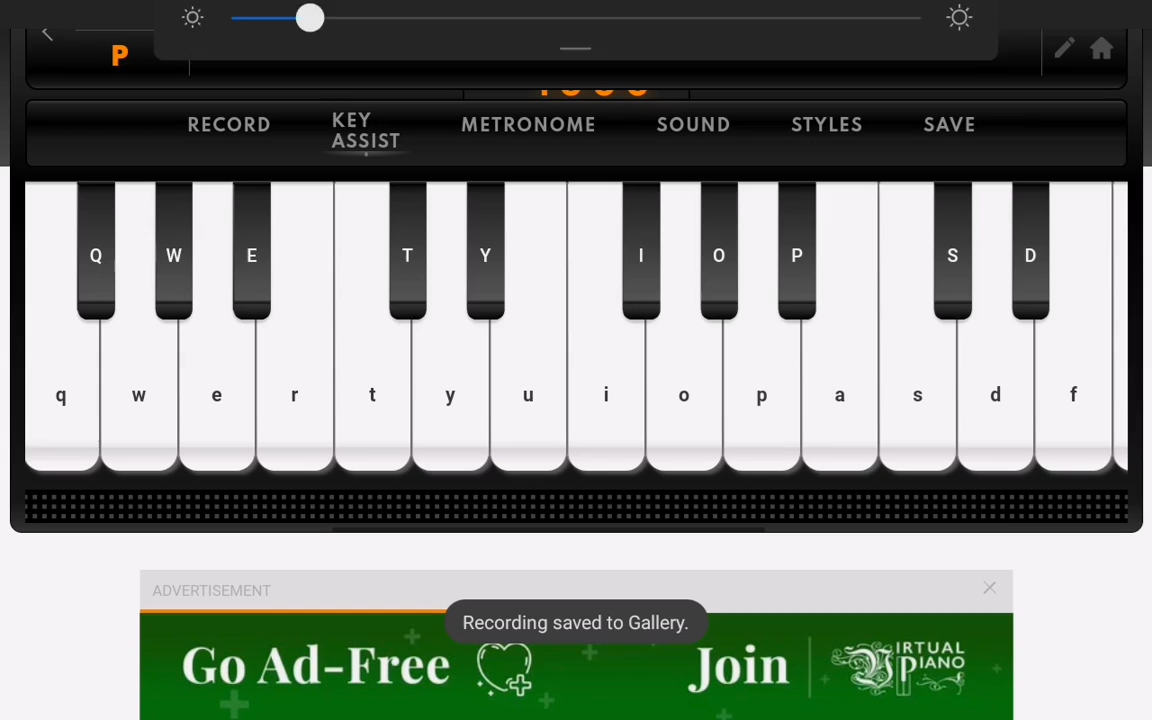 P
RECORD
KEY
ASSIST
METRONOME
SOUND
STYLES
SAVE
Q W E T Y I O P S D
q w e r t y u i o p a s d f
ADVERTISEMENT
Recording saved to Gallery.
Go Ad-Free
Join
VIRTUAL
PIANO